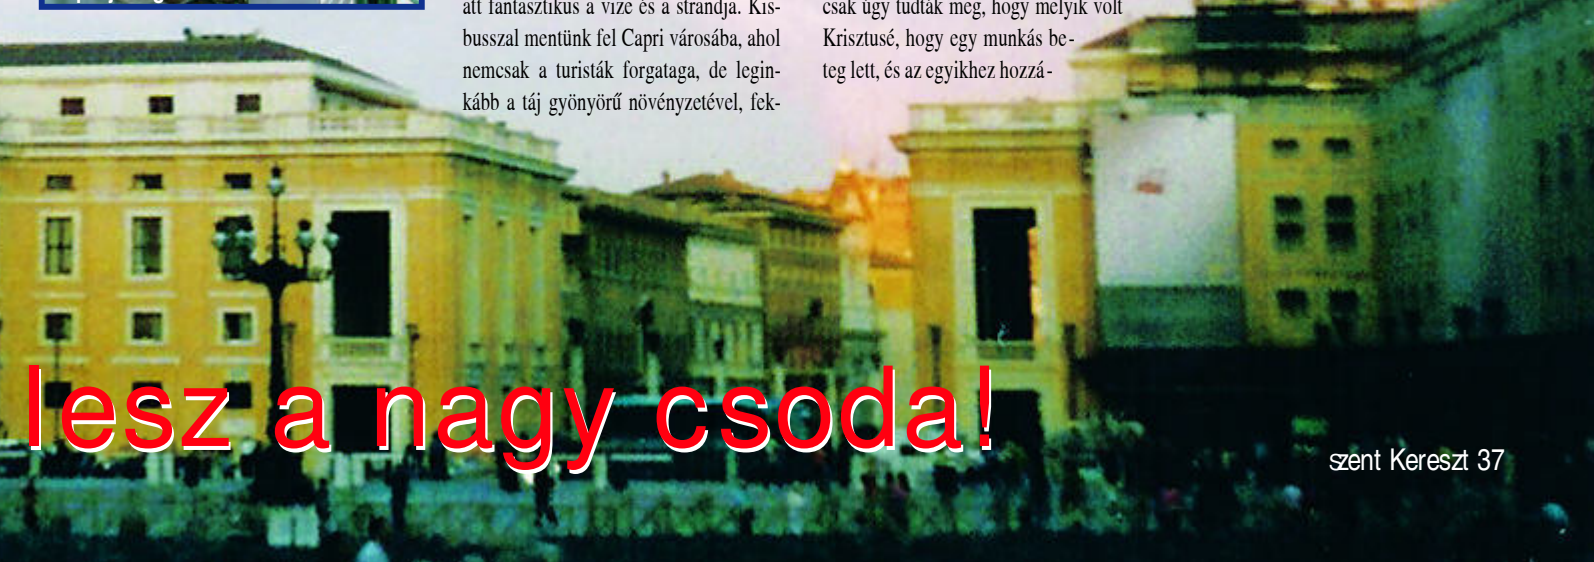 att fantasztikus a vize és a strandja. Kis-
busszal mentünk fel Capri városába, ahol
nemcsak a turisták forgataga, de legin-
kább a táj gyönyörű növényzetével, fek-
csak úgy tudták meg, hogy melyik volt
Krisztusé, hogy egy munkás be-
teg lett, és az egyikhez hozzá-
lesz a nagy csoda!
szent Kereszt 37